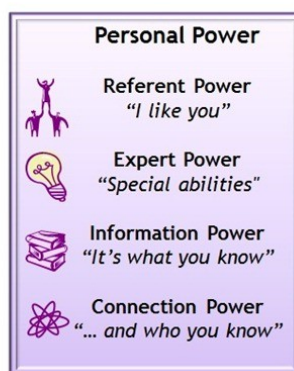 Personal Power
Referent Power
“I like you”
Expert Power
“Special abilities"
Information Power
“It’s what you know”
Connection Power
“… and who you know”